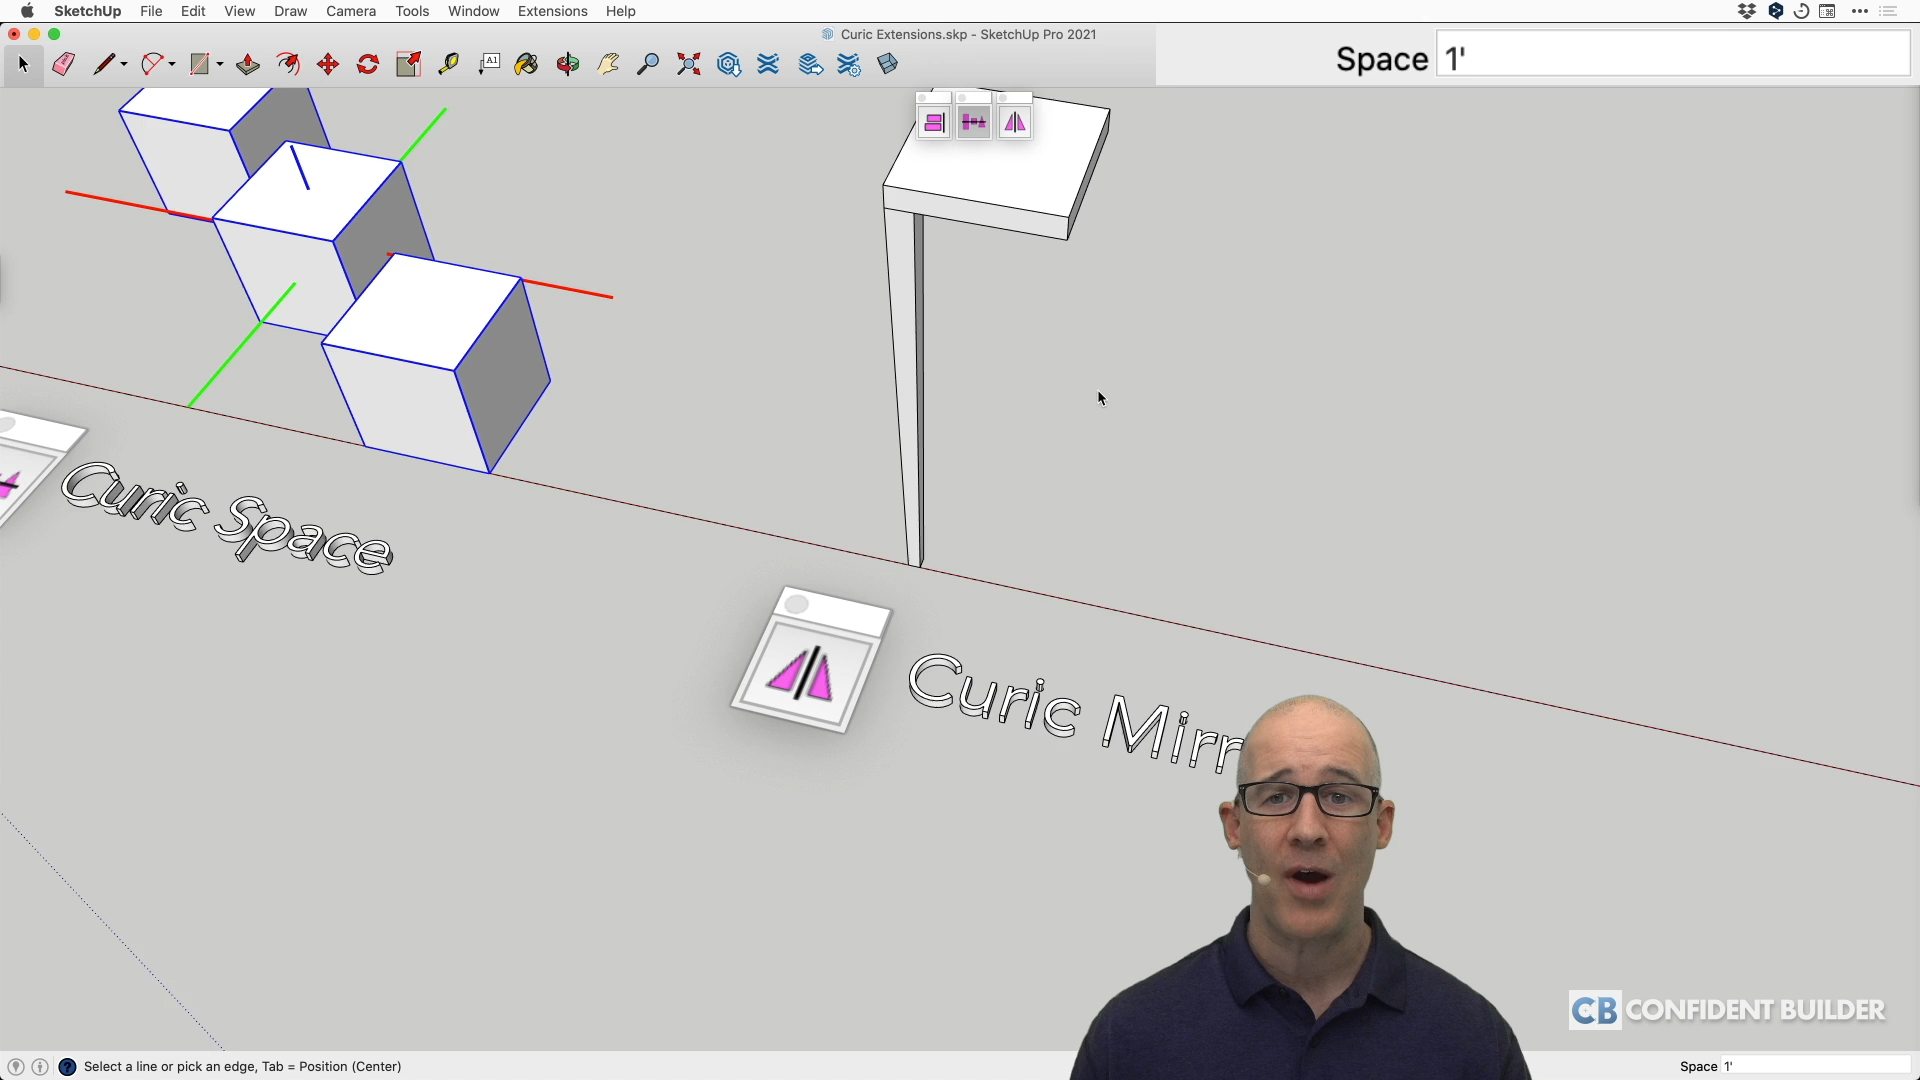 SketchUp File Edit View Draw Camera Tools Window Extensions Help
Curic Extensions.skp - SketchUp Pro 2021
Space 1'
A1
Curic Space
Curic Mirr
CB CONFIDENT BUILDER
Select a line or pick an edge, Tab = Position (Center)
Space 1'